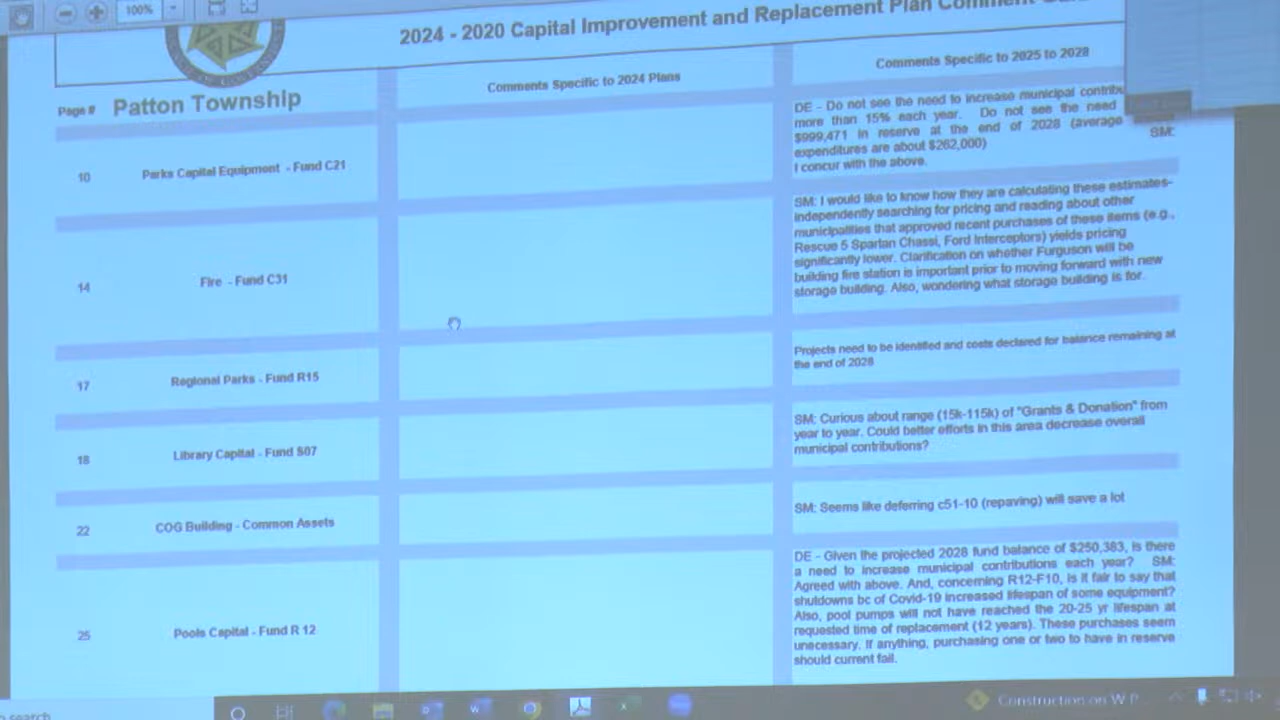 100%
2024 - 2020 Capital Improvement and Replacement Plan Comment
Page # Patton Township
Comments Specific to 2024 Plans
Comments Specific to 2025 to 2028
10
Parks Capital Equipment - Fund C21
DE - Do not see the need to increase municipal
more than 15% each year. Do not see the need
$999,471 in reserve at the end of 2028 (average
expenditures are about $262,000) SM:
I concur with the above.
14
Fire - Fund C31
SM: I would like to know how they are calculating these estimates-
independently searching for pricing and reading about other
municipalities that approved recent purchases of these items (e.g.,
Rescue 5 Spartan Chassi, Ford Interceptors) yields pricing
significantly lower. Clarification on whether Furguson will be
building fire station is important prior to moving forward with new
storage building. Also, wondering what storage building is for.
17
Regional Parks - Fund R15
Projects need to be identified and costs declared for balance remaining at
the end of 2028
18
Library Capital - Fund S07
SM: Curious about range (15k-115k) of "Grants & Donation" from
year to year. Could better efforts in this area decrease overall
municipal contributions?
22
COG Building - Common Assets
SM: Seems like deferring c51-10 (repaving) will save a lot
25
Pools Capital - Fund R 12
DE - Given the projected 2028 fund balance of $250,383, is there
a need to increase municipal contributions each year? SM:
Agreed with above. And, concerning R12-F10, is it fair to say that
shutdowns bc of Covid-19 increased lifespan of some equipment?
Also, pool pumps will not have reached the 20-25 yr lifespan at
requested time of replacement (12 years). These purchases seem
unecessary. If anything, purchasing one or two to have in reserve
should current fail.
search
Construction on W P